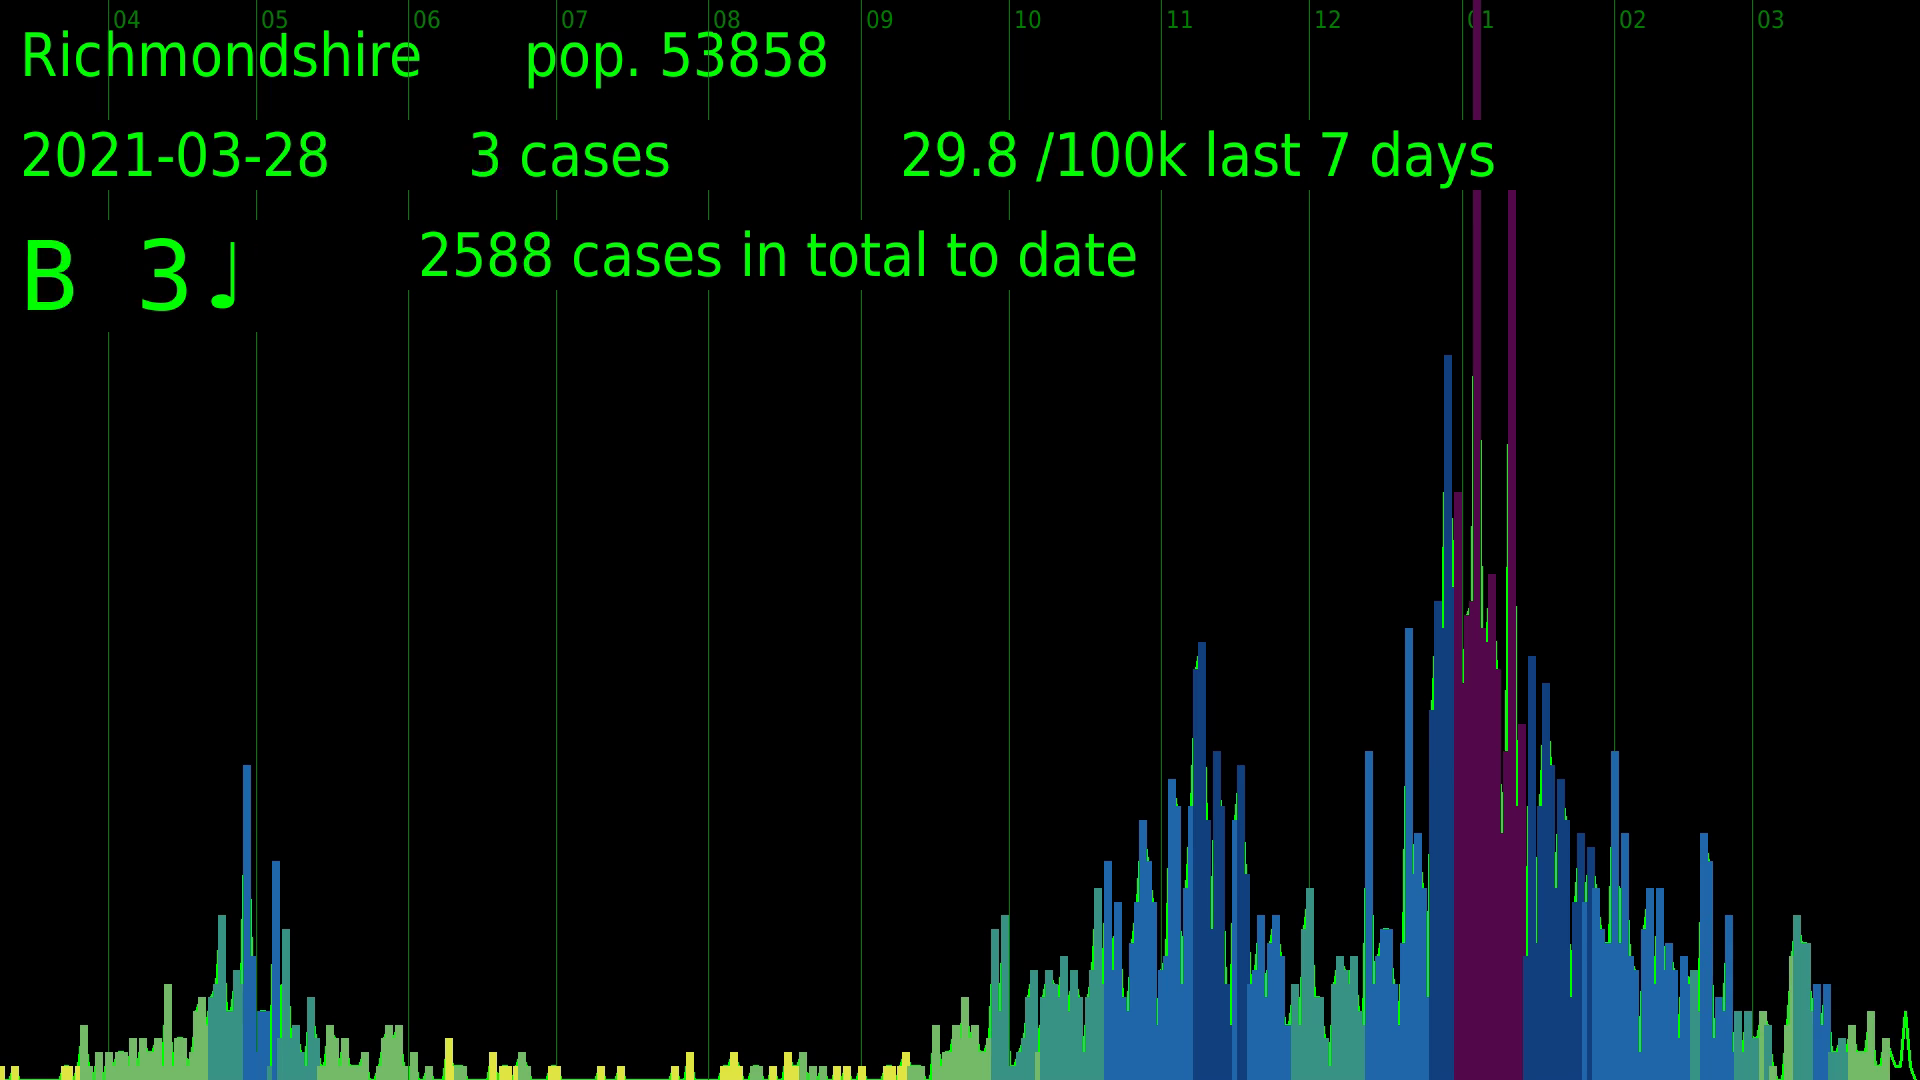 04 05 06 07 08 09 10 11 12 01 02 03
Richmondshire pop. 53858
2021-03-28 3 cases 29.8 /100k last 7 days
B 3♩ 2588 cases in total to date